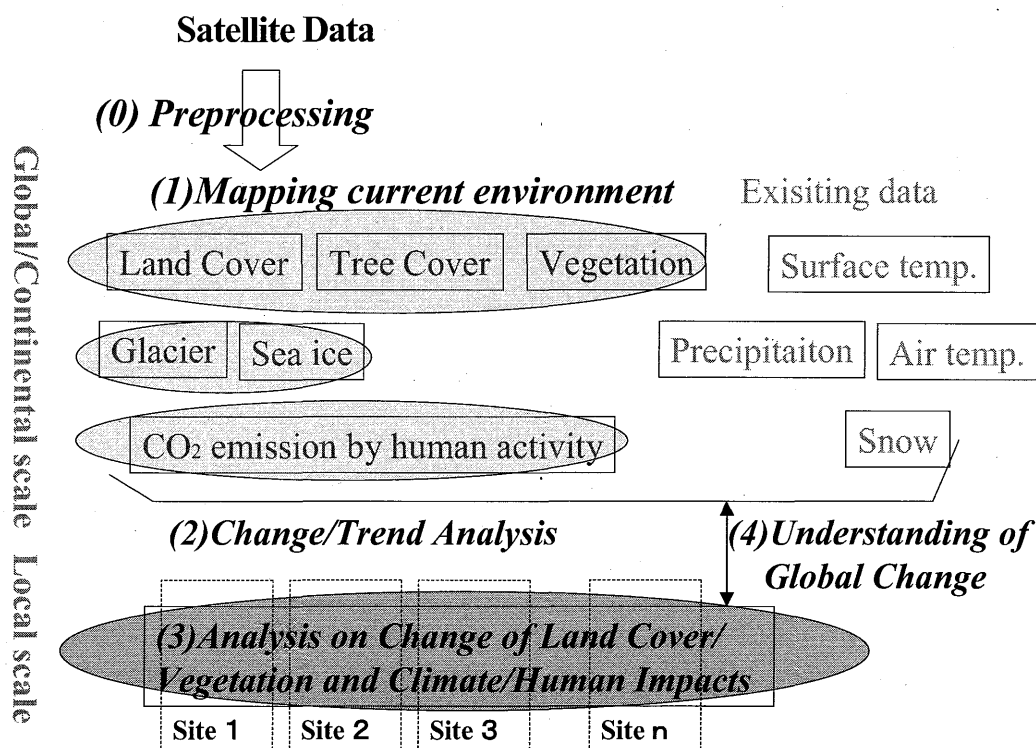 Satellite Data
(0) Preprocessing
(1)Mapping current environment
Exisiting data
Land Cover
Tree Cover
Vegetation
Surface temp.
Glacier
Sea ice
Precipitaiton
Air temp.
CO₂ emission by human activity
Snow
(2)Change/Trend Analysis
(4)Understanding of
Global Change
(3)Analysis on Change of Land Cover/
Vegetation and Climate/Human Impacts
Site 1
Site 2
Site 3
Site n
Global/Continental scale
Local scale